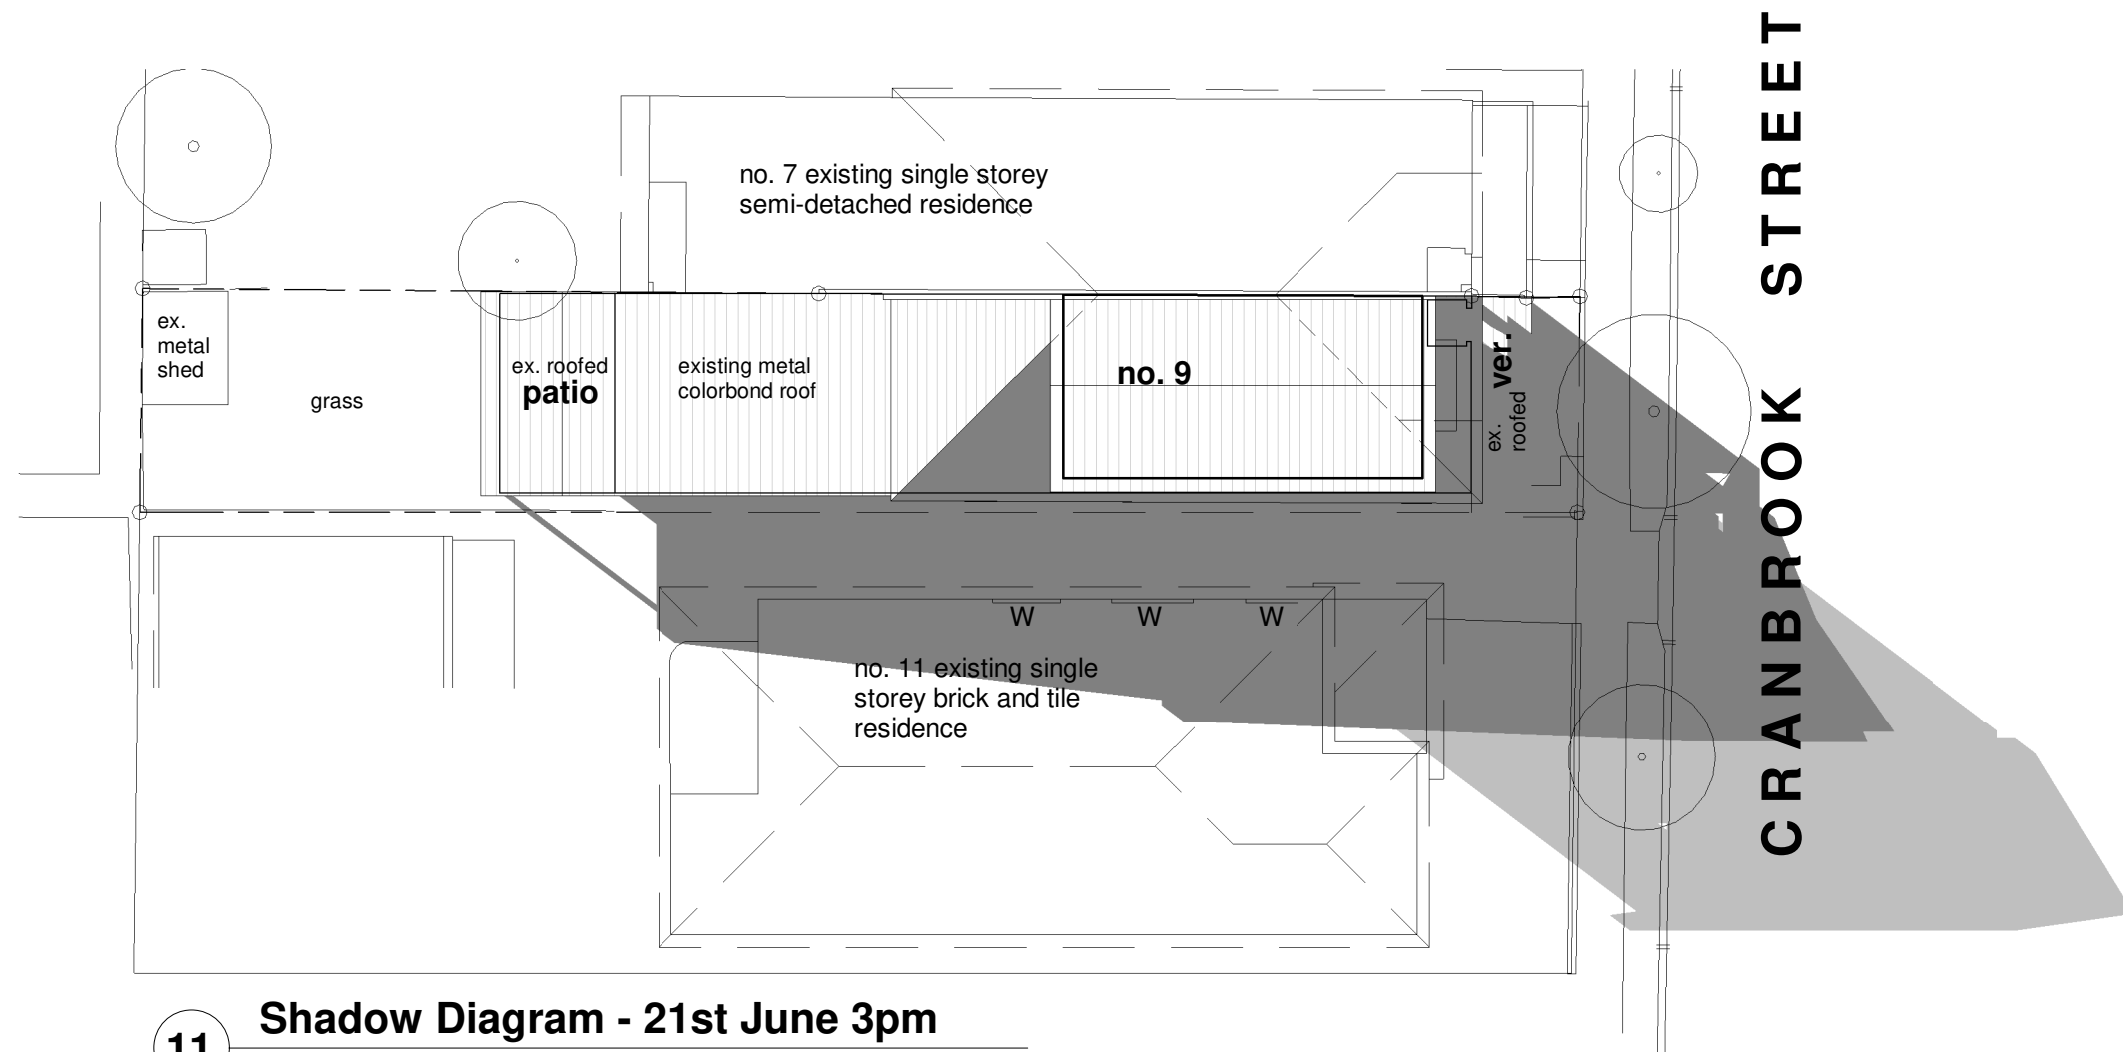 CRANBROOK STREET
no. 7 existing single storey
semi-detached residence
ex.
metal
shed
grass
ex. roofed
patio
existing metal
colorbond roof
no. 9
ver.
ex.
roofed
W W W
no. 11 existing single
storey brick and tile
residence
Shadow Diagram - 21st June 3pm
11